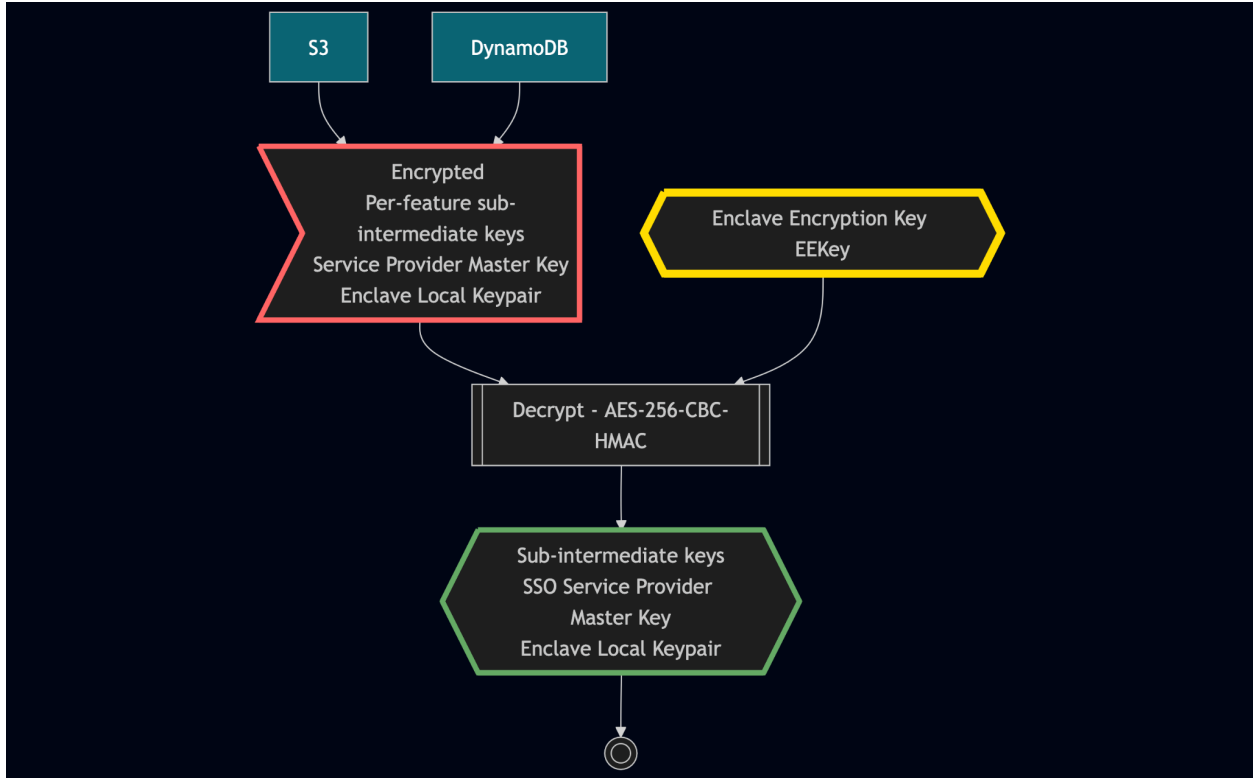 S3
DynamoDB
Encrypted
Per-feature sub-
intermediate keys
Service Provider Master Key
Enclave Local Keypair
Enclave Encryption Key
EEKey
Decrypt - AES-256-CBC-
HMAC
Sub-intermediate keys
SSO Service Provider
Master Key
Enclave Local Keypair